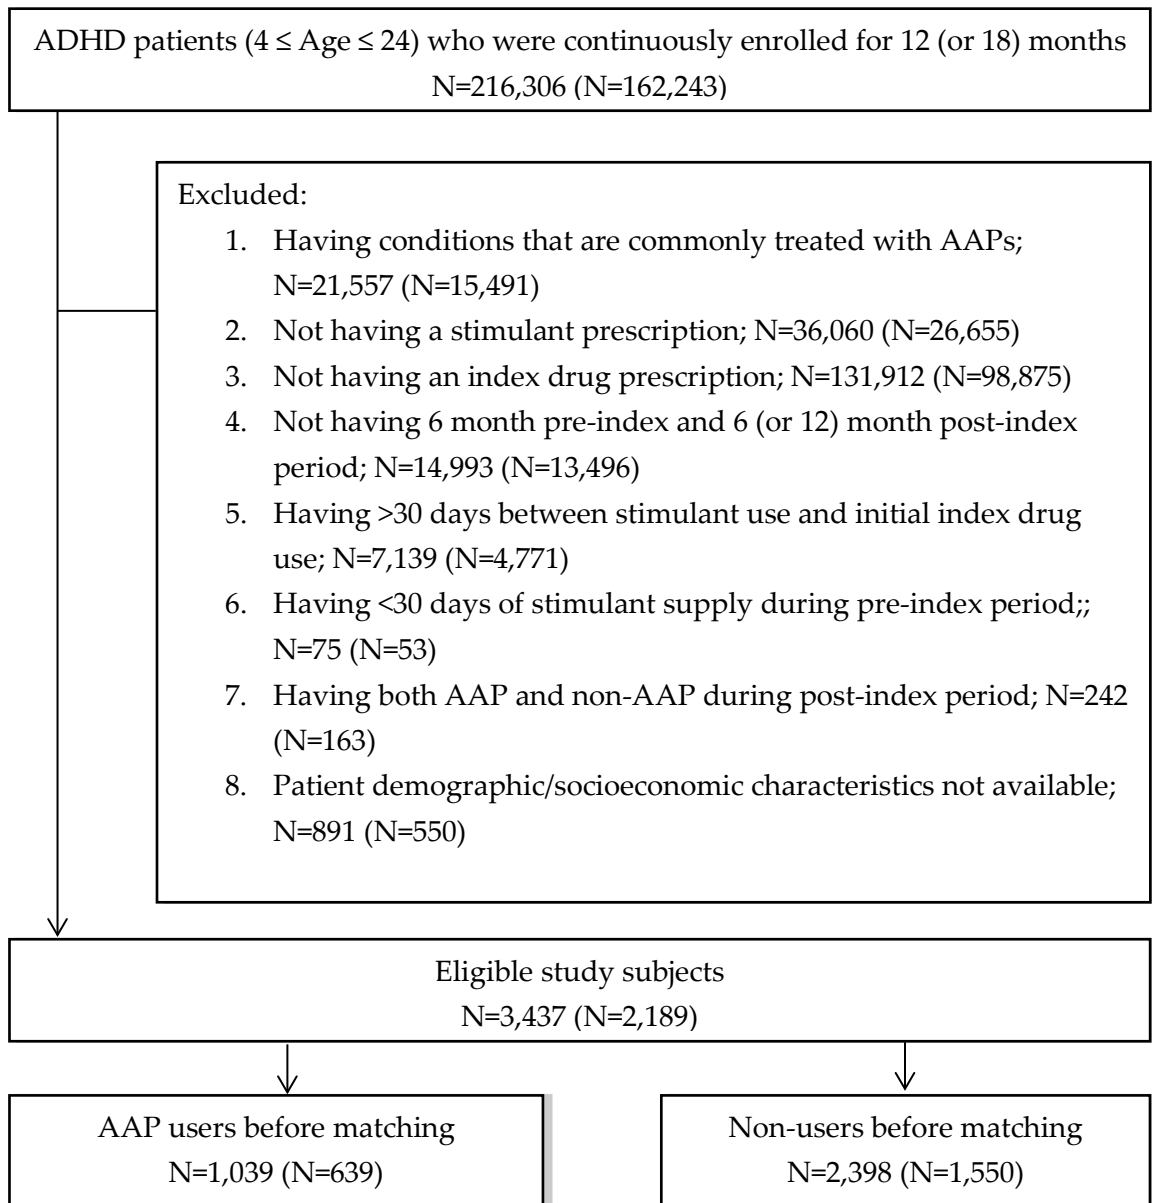 ADHD patients (4 ≤ Age ≤ 24) who were continuously enrolled for 12 (or 18) months
N=216,306 (N=162,243)
Excluded:
1. Having conditions that are commonly treated with AAPs;
N=21,557 (N=15,491)
2. Not having a stimulant prescription; N=36,060 (N=26,655)
3. Not having an index drug prescription; N=131,912 (N=98,875)
4. Not having 6 month pre-index and 6 (or 12) month post-index
period; N=14,993 (N=13,496)
5. Having >30 days between stimulant use and initial index drug
use; N=7,139 (N=4,771)
6. Having <30 days of stimulant supply during pre-index period;;
N=75 (N=53)
7. Having both AAP and non-AAP during post-index period; N=242
(N=163)
8. Patient demographic/socioeconomic characteristics not available;
N=891 (N=550)
Eligible study subjects
N=3,437 (N=2,189)
AAP users before matching
N=1,039 (N=639)
Non-users before matching
N=2,398 (N=1,550)